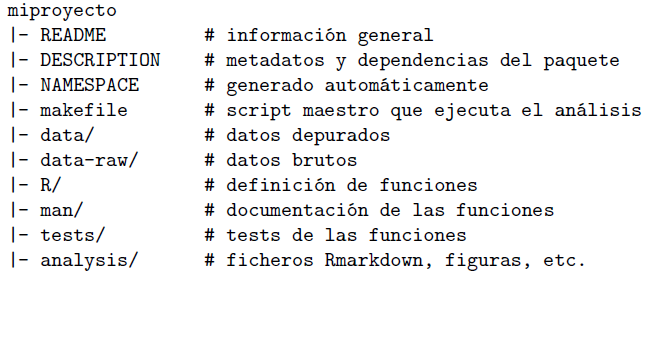 miproyecto
|- README # información general
|- DESCRIPTION # metadatos y dependencias del paquete
|- NAMESPACE # generado automáticamente
|- makefile # script maestro que ejecuta el análisis
|- data/ # datos depurados
|- data-raw/ # datos brutos
|- R/ # definición de funciones
|- man/ # documentación de las funciones
|- tests/ # tests de las funciones
|- analysis/ # ficheros Rmarkdown, figuras, etc.